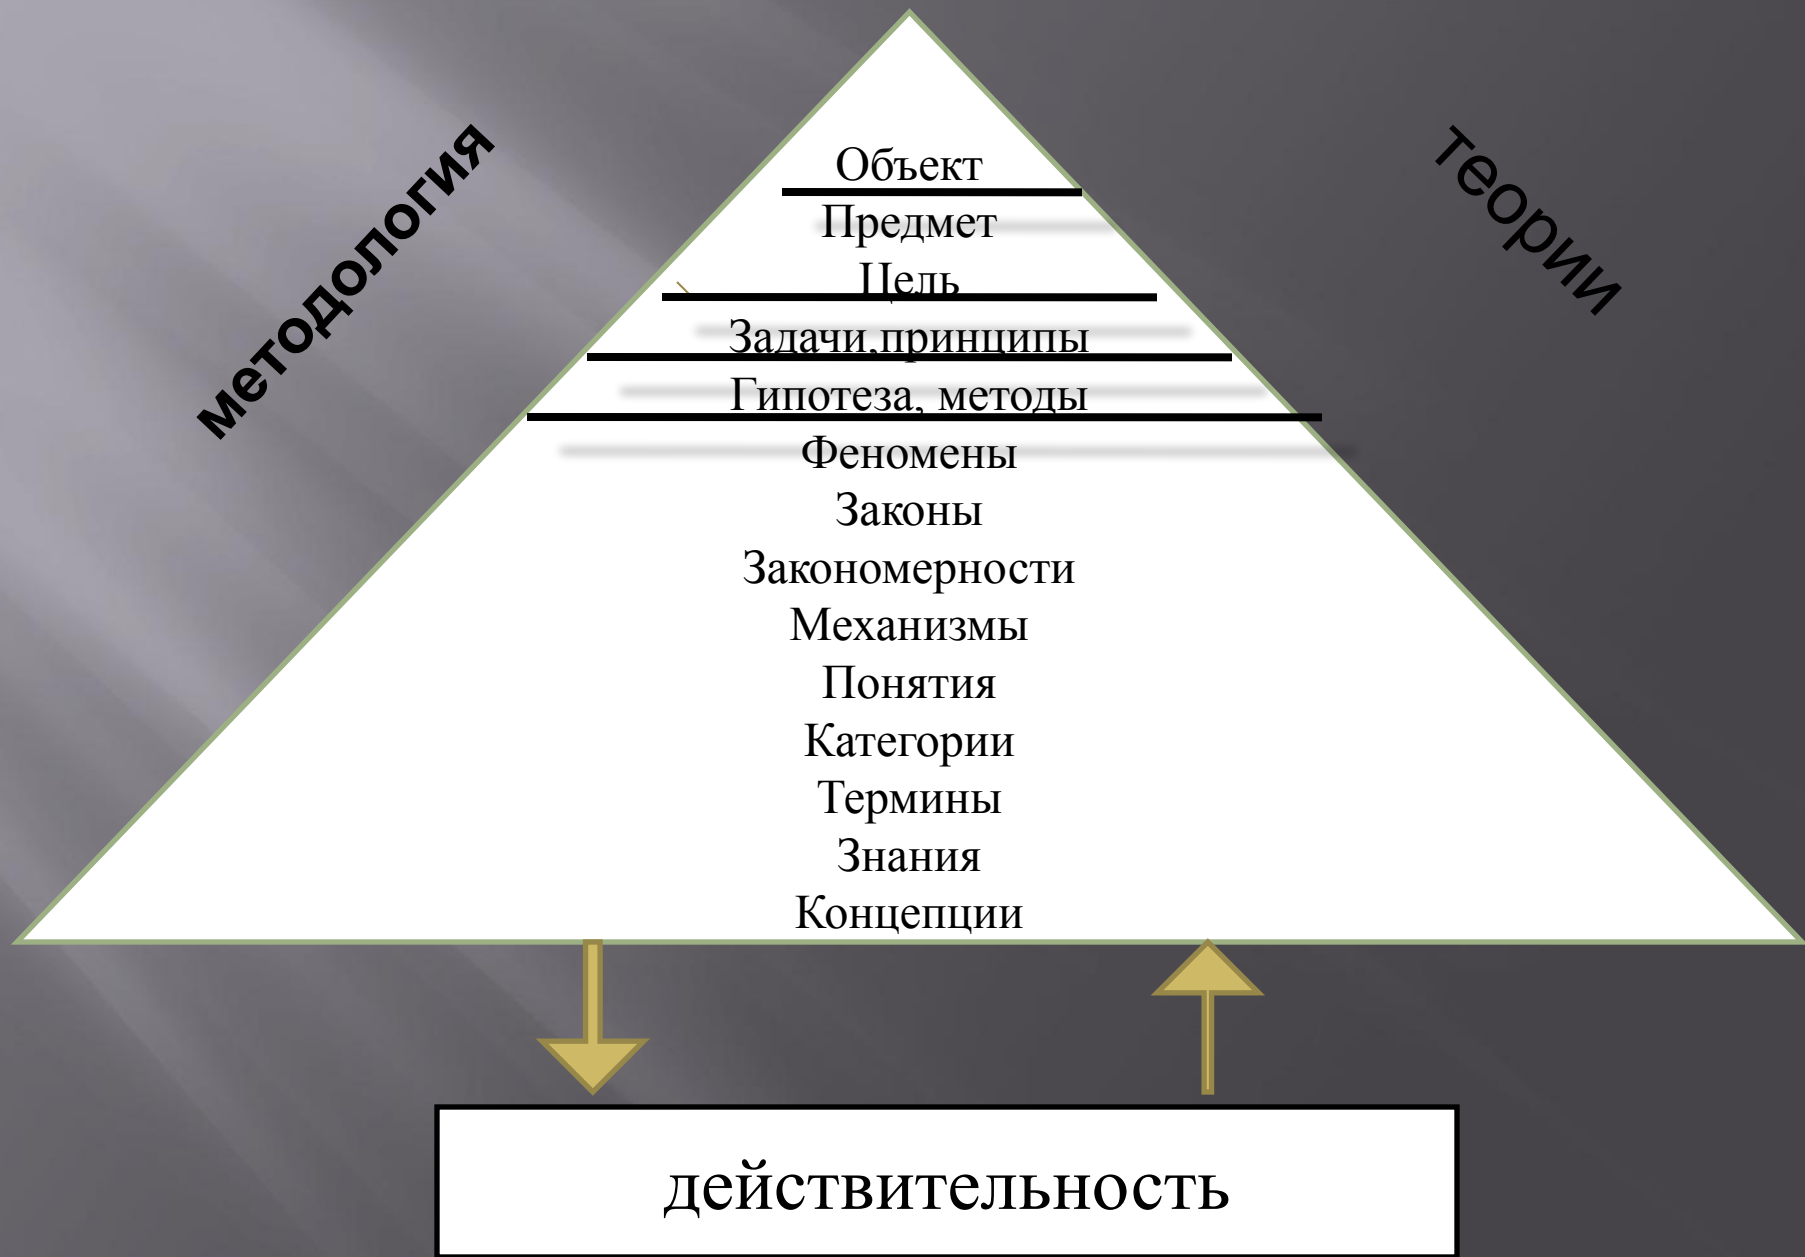 методология
теории
Объект
Предмет
Цель
Задачи,принципы
Гипотеза, методы
Феномены
Законы
Закономерности
Механизмы
Понятия
Категории
Термины
Знания
Концепции
действительность